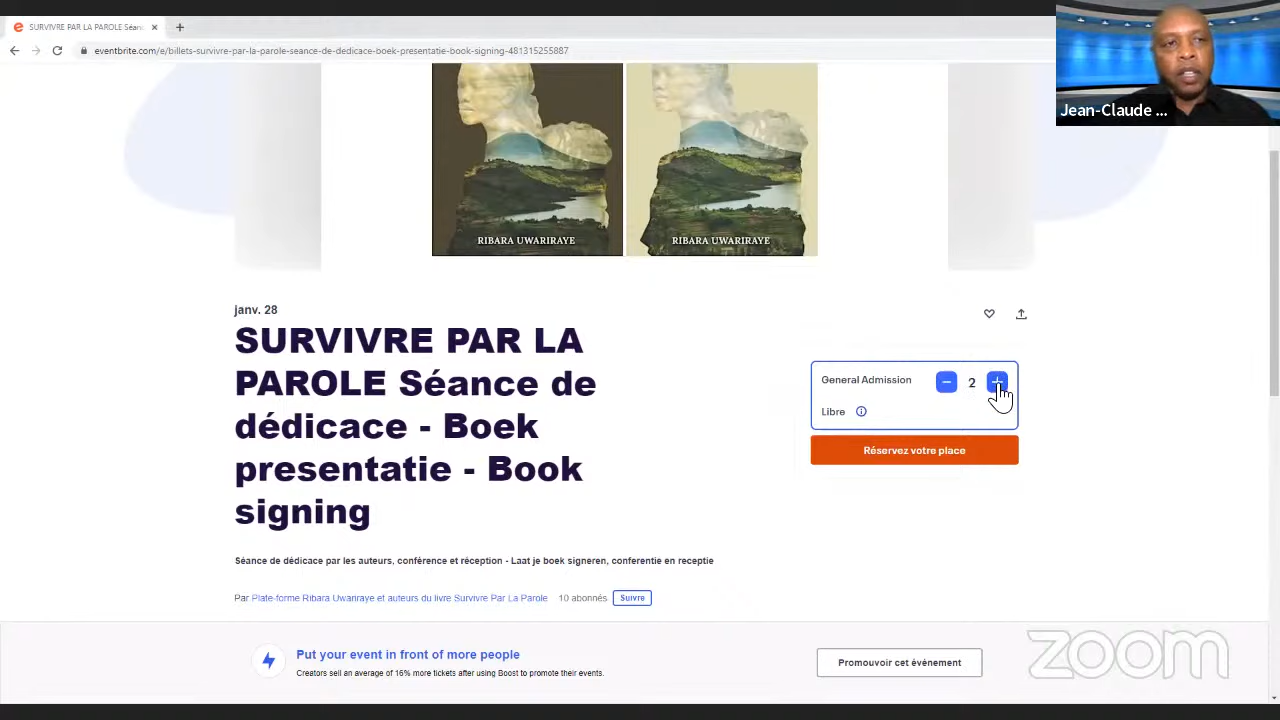 SURVIVRE PAR LA PAROLE Séanc
eventbrite.com/e/billets-survivre-par-la-parole-seance-de-dedicace-boek-presentatie-book-signing-481315255887
Jean-Claude ...
RIBARA UWARIRAYE
RIBARA UWARIRAYE
janv. 28
SURVIVRE PAR LA
PAROLE Séance de
dédicace - Boek
presentatie - Book
signing
General Admission
2
Libre
Réservez votre place
Séance de dédicace par les auteurs, conférence et réception - Laat je boek signeren, conferentie en receptie
Par Plate-forme Ribara Uwariraye et auteurs du livre Survivre Par La Parole 10 abonnés Suivre
Put your event in front of more people
Creators sell an average of 16% more tickets after using Boost to promote their events.
Promouvoir cet événement
zoom